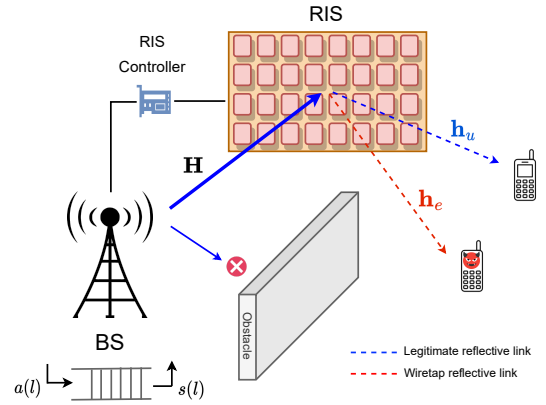 RIS
RIS
Controller
H
h_u
h_e
Obstacle
BS
a(l)
s(l)
Legitimate reflective link
Wiretap reflective link